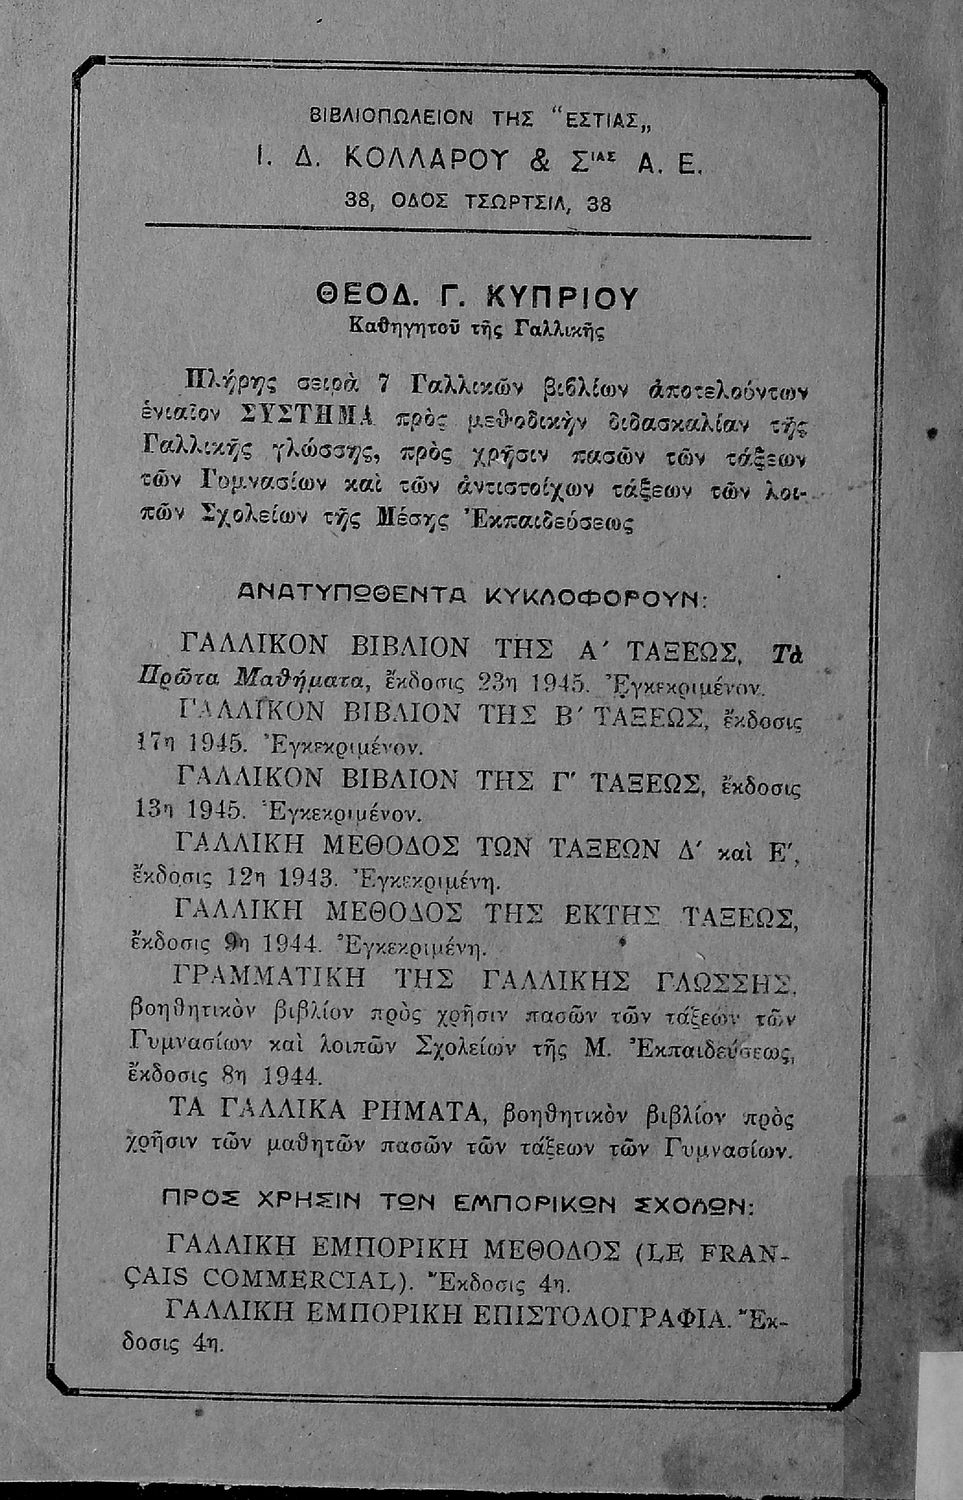 ΒΙΒΛΙΟΠΩΛΕΙΟΝ ΤΗΣ “ΕΣΤΙΑΣ„
Ι. Δ. ΚΟΛΛΑΡΟΥ & ΣΙΑΣ Α. Ε.
38, ΟΔΟΣ ΤΣΩΡΤΣΙΛ, 38
ΘΕΟΔ. Γ. ΚΥΠΡΙΟΥ
Καθηγητοῦ τῆς Γαλλικῆς
Πλήρης σειρὰ 7 Γαλλικῶν βιβλίων ἀποτελούντων
ἑνιαῖον ΣΥΣΤΗΜΑ πρὸς μεθοδικὴν διδασκαλίαν τῆς
Γαλλικῆς γλώσσης, πρὸς χρῆσιν πασῶν τῶν τάξεων
τῶν Γυμνασίων καὶ τῶν ἀντιστοίχων τάξεων τῶν λοι-
πῶν Σχολείων τῆς Μέσης Ἐκπαιδεύσεως
ΑΝΑΤΥΠΩΘΕΝΤΑ ΚΥΚΛΟΦΟΡΟΥΝ:
ΓΑΛΛΙΚΟΝ ΒΙΒΛΙΟΝ ΤΗΣ Α΄ ΤΑΞΕΩΣ, Τὰ
Πρῶτα Μαθήματα, ἔκδοσις 23η 1945. Ἐγκεκριμένον.
ΓΑΛΛΙΚΟΝ ΒΙΒΛΙΟΝ ΤΗΣ Β΄ ΤΑΞΕΩΣ, ἔκδοσις
17η 1945. Ἐγκεκριμένον.
ΓΑΛΛΙΚΟΝ ΒΙΒΛΙΟΝ ΤΗΣ Γ΄ ΤΑΞΕΩΣ, ἔκδοσις
13η 1945. Ἐγκεκριμένον.
ΓΑΛΛΙΚΗ ΜΕΘΟΔΟΣ ΤΩΝ ΤΑΞΕΩΝ Δ΄ καὶ Ε΄,
ἔκδοσις 12η 1943. Ἐγκεκριμένη.
ΓΑΛΛΙΚΗ ΜΕΘΟΔΟΣ ΤΗΣ ΕΚΤΗΣ ΤΑΞΕΩΣ,
ἔκδοσις 9η 1944. Ἐγκεκριμένη.
ΓΡΑΜΜΑΤΙΚΗ ΤΗΣ ΓΑΛΛΙΚΗΣ ΓΛΩΣΣΗΣ,
βοηθητικὸν βιβλίον πρὸς χρῆσιν πασῶν τῶν τάξεων τῶν
Γυμνασίων καὶ λοιπῶν Σχολείων τῆς Μ. Ἐκπαιδεύσεως,
ἔκδοσις 8η 1944.
ΤΑ ΓΑΛΛΙΚΑ ΡΗΜΑΤΑ, βοηθητικὸν βιβλίον πρὸς
χρῆσιν τῶν μαθητῶν πασῶν τῶν τάξεων τῶν Γυμνασίων.
ΠΡΟΣ ΧΡΗΣΙΝ ΤΩΝ ΕΜΠΟΡΙΚΩΝ ΣΧΟΛΩΝ:
ΓΑΛΛΙΚΗ ΕΜΠΟΡΙΚΗ ΜΕΘΟΔΟΣ (LE FRAN-
ÇAIS COMMERCIAL). Ἔκδοσις 4η.
ΓΑΛΛΙΚΗ ΕΜΠΟΡΙΚΗ ΕΠΙΣΤΟΛΟΓΡΑΦΙΑ. Ἔκ-
δοσις 4η.